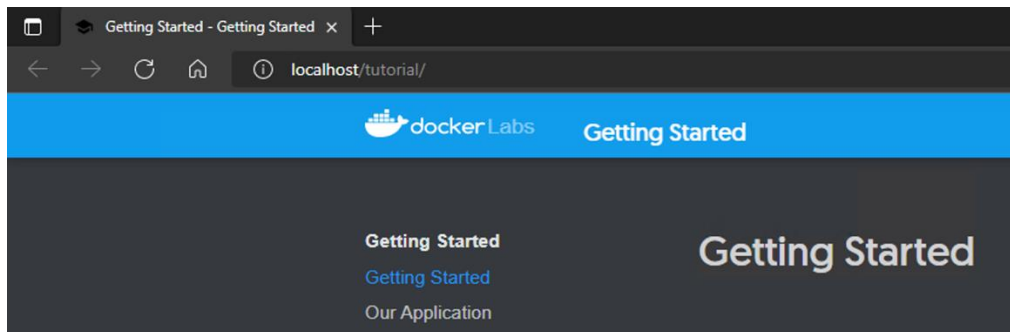 Getting Started - Getting Started
localhost/tutorial/
docker Labs Getting Started
Getting Started
Getting Started
Our Application
Getting Started